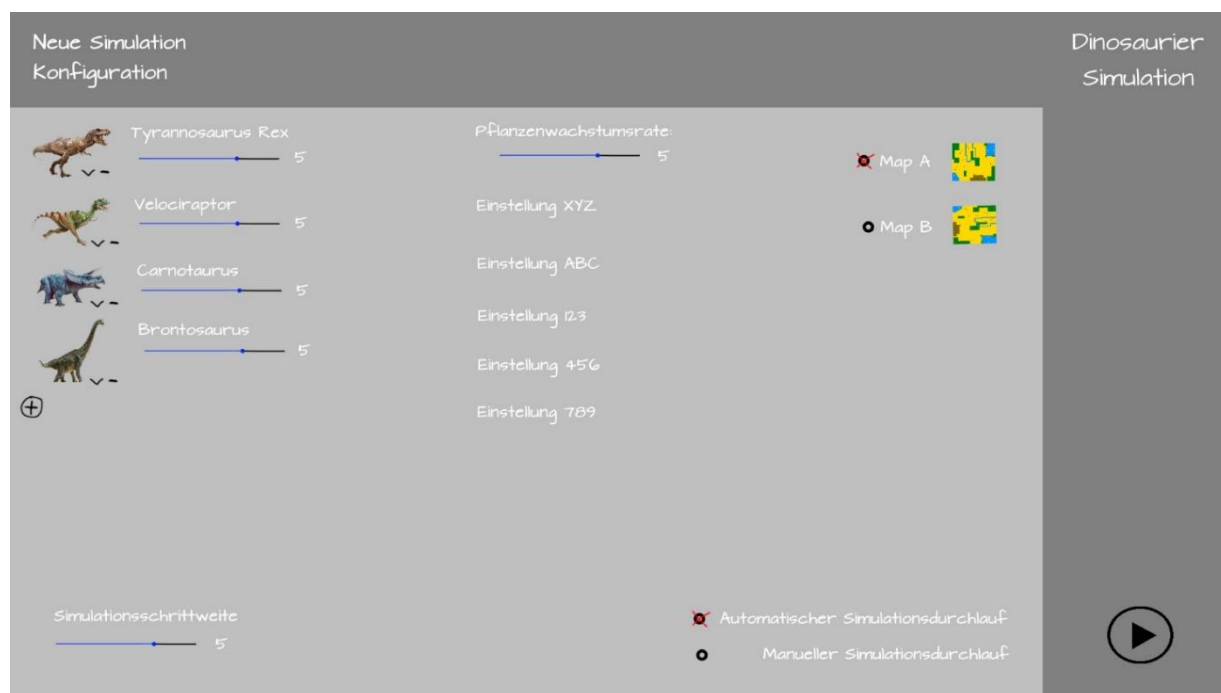 Neue Simulation
Konfiguration
Dinosaurier
Simulation
Tyrannosaurus Rex
5
Velociraptor
5
Carnotaurus
5
Brontosaurus
5
Pflanzenwachstumsrate:
5
Einstellung XYZ
Einstellung ABC
Einstellung 123
Einstellung 456
Einstellung 789
Map A
Map B
Simulationsschrittweite
5
Automatischer Simulationsdurchlauf
Manueller Simulationsdurchlauf